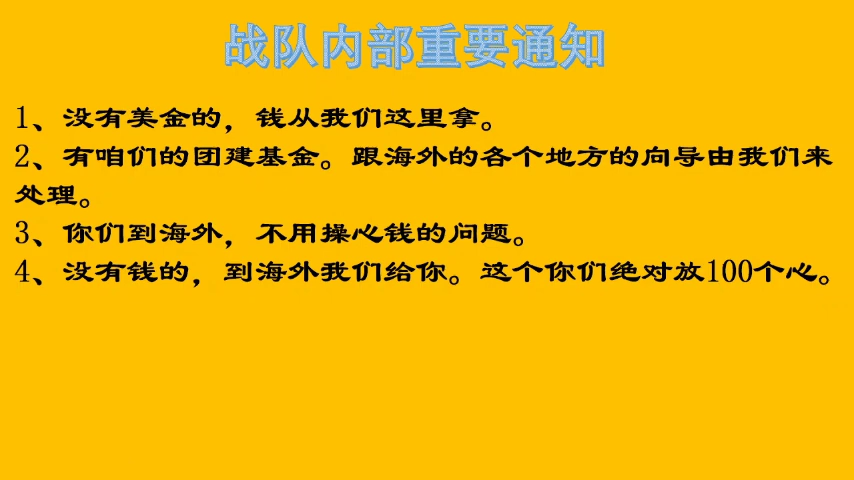 战队内部重要通知
1、没有美金的，钱从我们这里拿。
2、有咱们的团建基金。跟海外的各个地方的向导由我们来
处理。
3、你们到海外，不用操心钱的问题。
4、没有钱的，到海外我们给你。这个你们绝对放100个心。